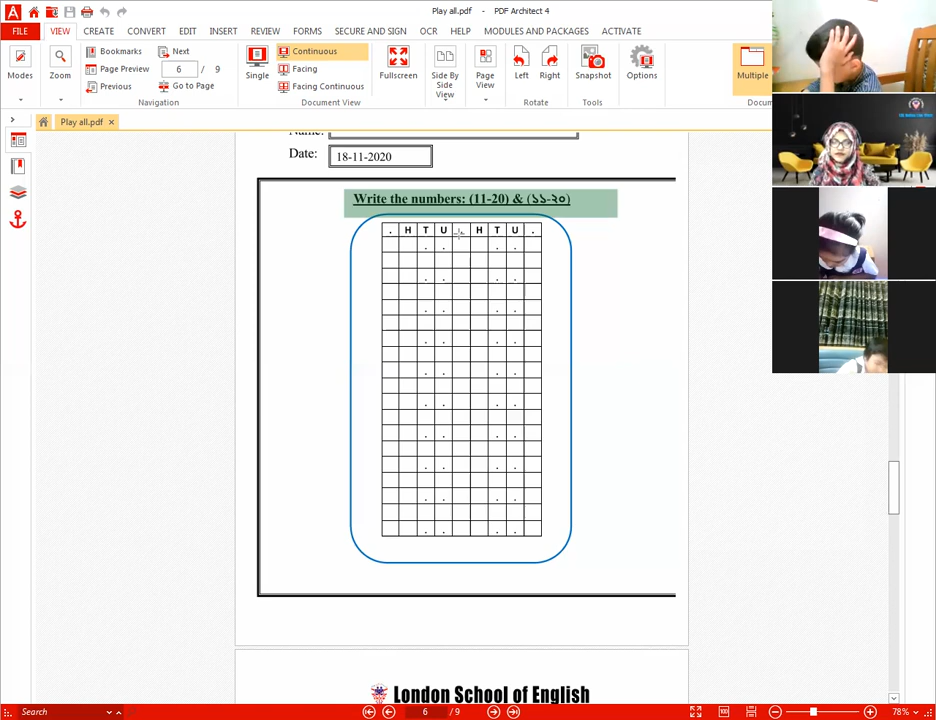 Play all.pdf - PDF Architect 4
FILE VIEW CREATE CONVERT EDIT INSERT REVIEW FORMS SECURE AND SIGN OCR HELP MODULES AND PACKAGES ACTIVATE
Modes
Zoom
Bookmarks
Page Preview
Previous
Next
6 / 9
Go to Page
Navigation
Single
Continuous
Facing
Facing Continuous
Document View
Fullscreen
Side By Side View
Page View
Left
Right
Rotate
Snapshot
Tools
Options
Multiple
Docum
Play all.pdf
Name:
Date: 18-11-2020
Write the numbers: (11-20) & (১১-২০)
. H T U . H T U .
London School of English
Search
6 / 9
78%